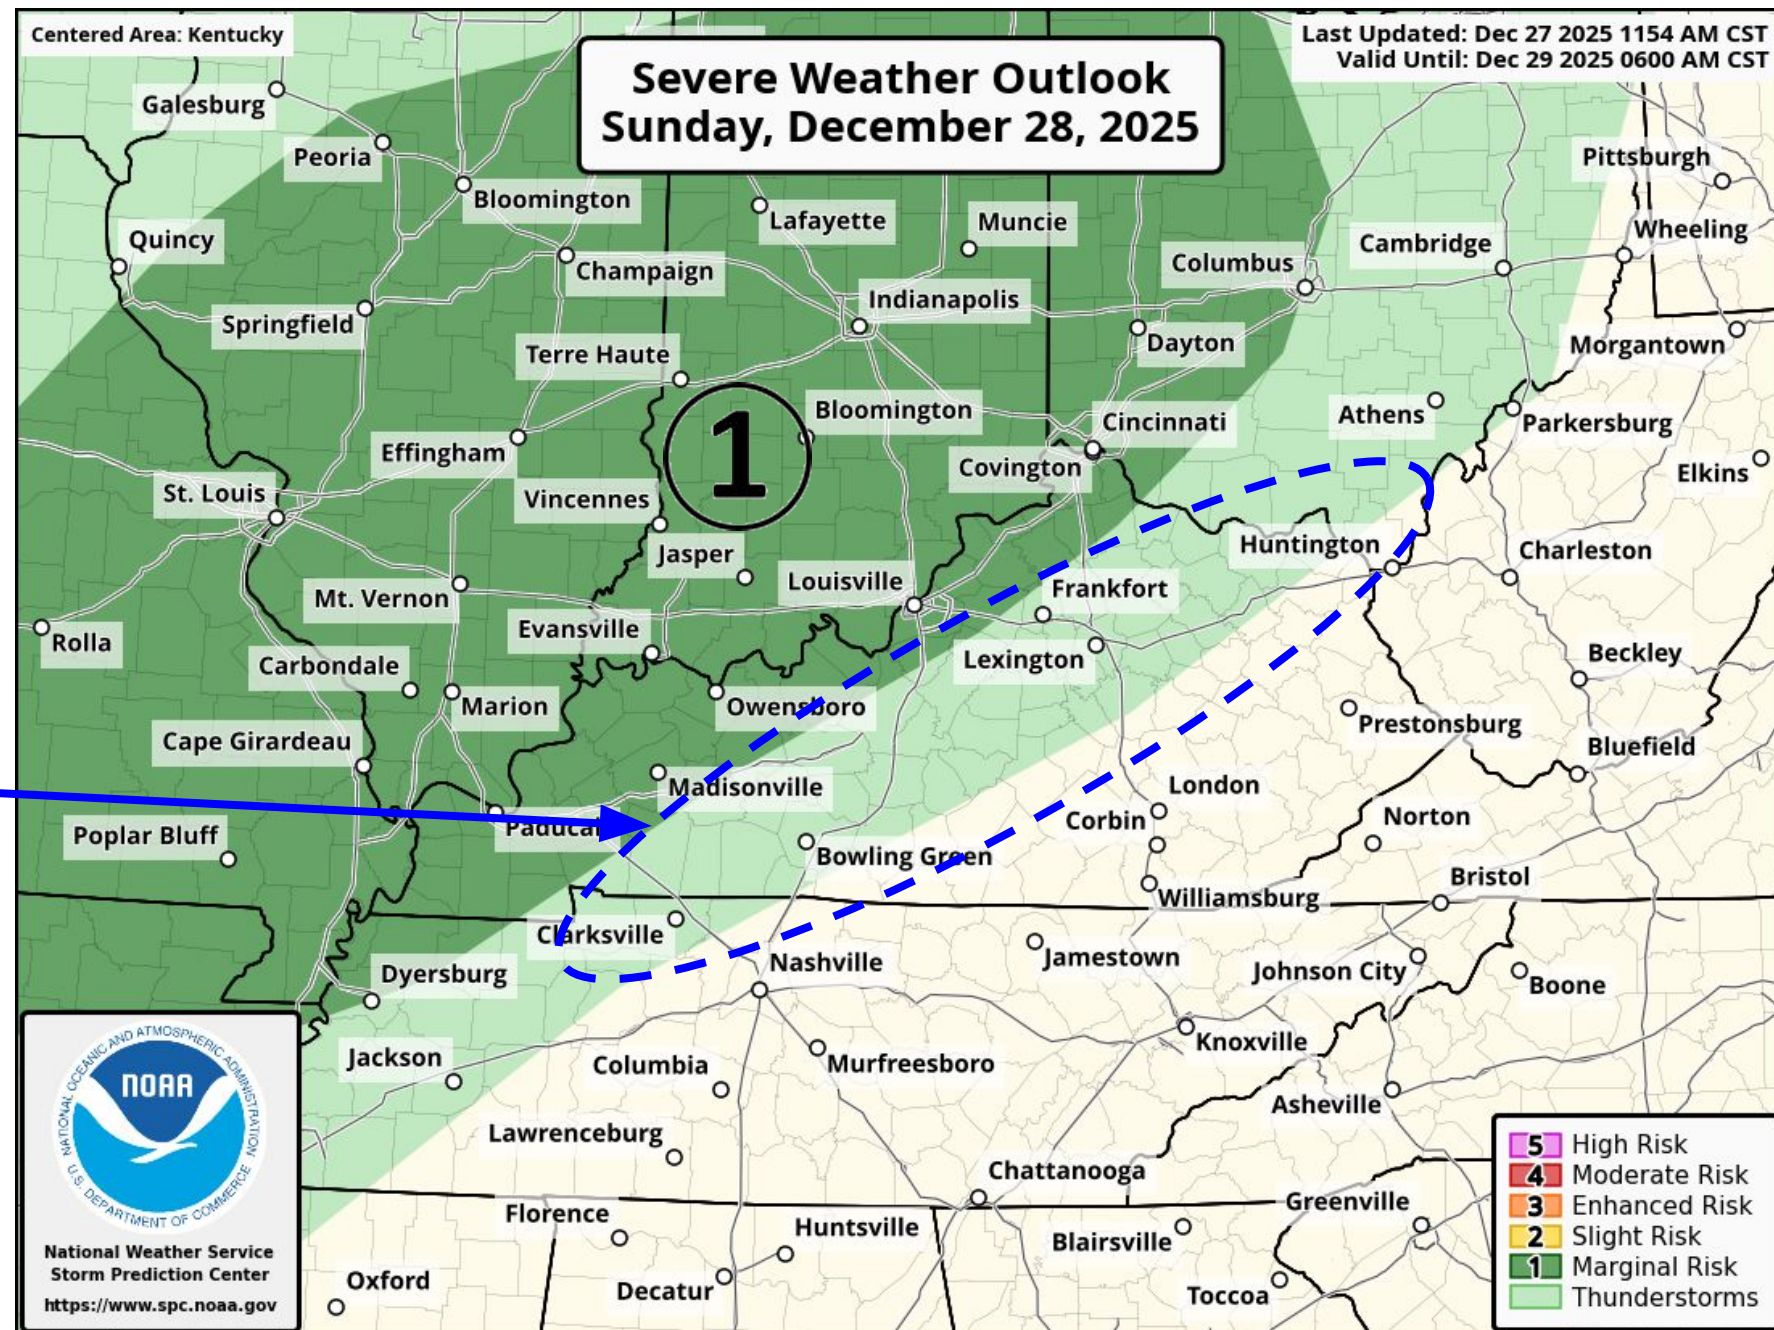 Centered Area: Kentucky
Last Updated: Dec 27 2025 1154 AM CST
Valid Until: Dec 29 2025 0600 AM CST
Severe Weather Outlook
Sunday, December 28, 2025
Galesburg
Peoria
Bloomington
Quincy
Champaign
Lafayette
Muncie
Pittsburgh
Wheeling
Cambridge
Columbus
Springfield
Indianapolis
Terre Haute
Dayton
Morgantown
1
Bloomington
Cincinnati
Athens
Parkersburg
Effingham
Covington
Elkins
St. Louis
Vincennes
Jasper
Huntington
Charleston
Louisville
Frankfort
Mt. Vernon
Evansville
Rolla
Lexington
Carbondale
Beckley
Marion
Owensboro
Prestonsburg
Cape Girardeau
Bluefield
Madisonville
London
Paducah
Corbin
Norton
Poplar Bluff
Bowling Green
Bristol
Williamsburg
Clarksville
Nashville
Jamestown
Johnson City
Boone
Dyersburg
Knoxville
Jackson
Columbia
Murfreesboro
Asheville
Lawrenceburg
Chattanooga
Greenville
Florence
Huntsville
Blairsville
Decatur
Toccoa
Oxford
NATIONAL OCEANIC AND ATMOSPHERIC ADMINISTRATION
NOAA
U.S. DEPARTMENT OF COMMERCE
National Weather Service
Storm Prediction Center
https://www.spc.noaa.gov
5 High Risk
4 Moderate Risk
3 Enhanced Risk
2 Slight Risk
1 Marginal Risk
Thunderstorms